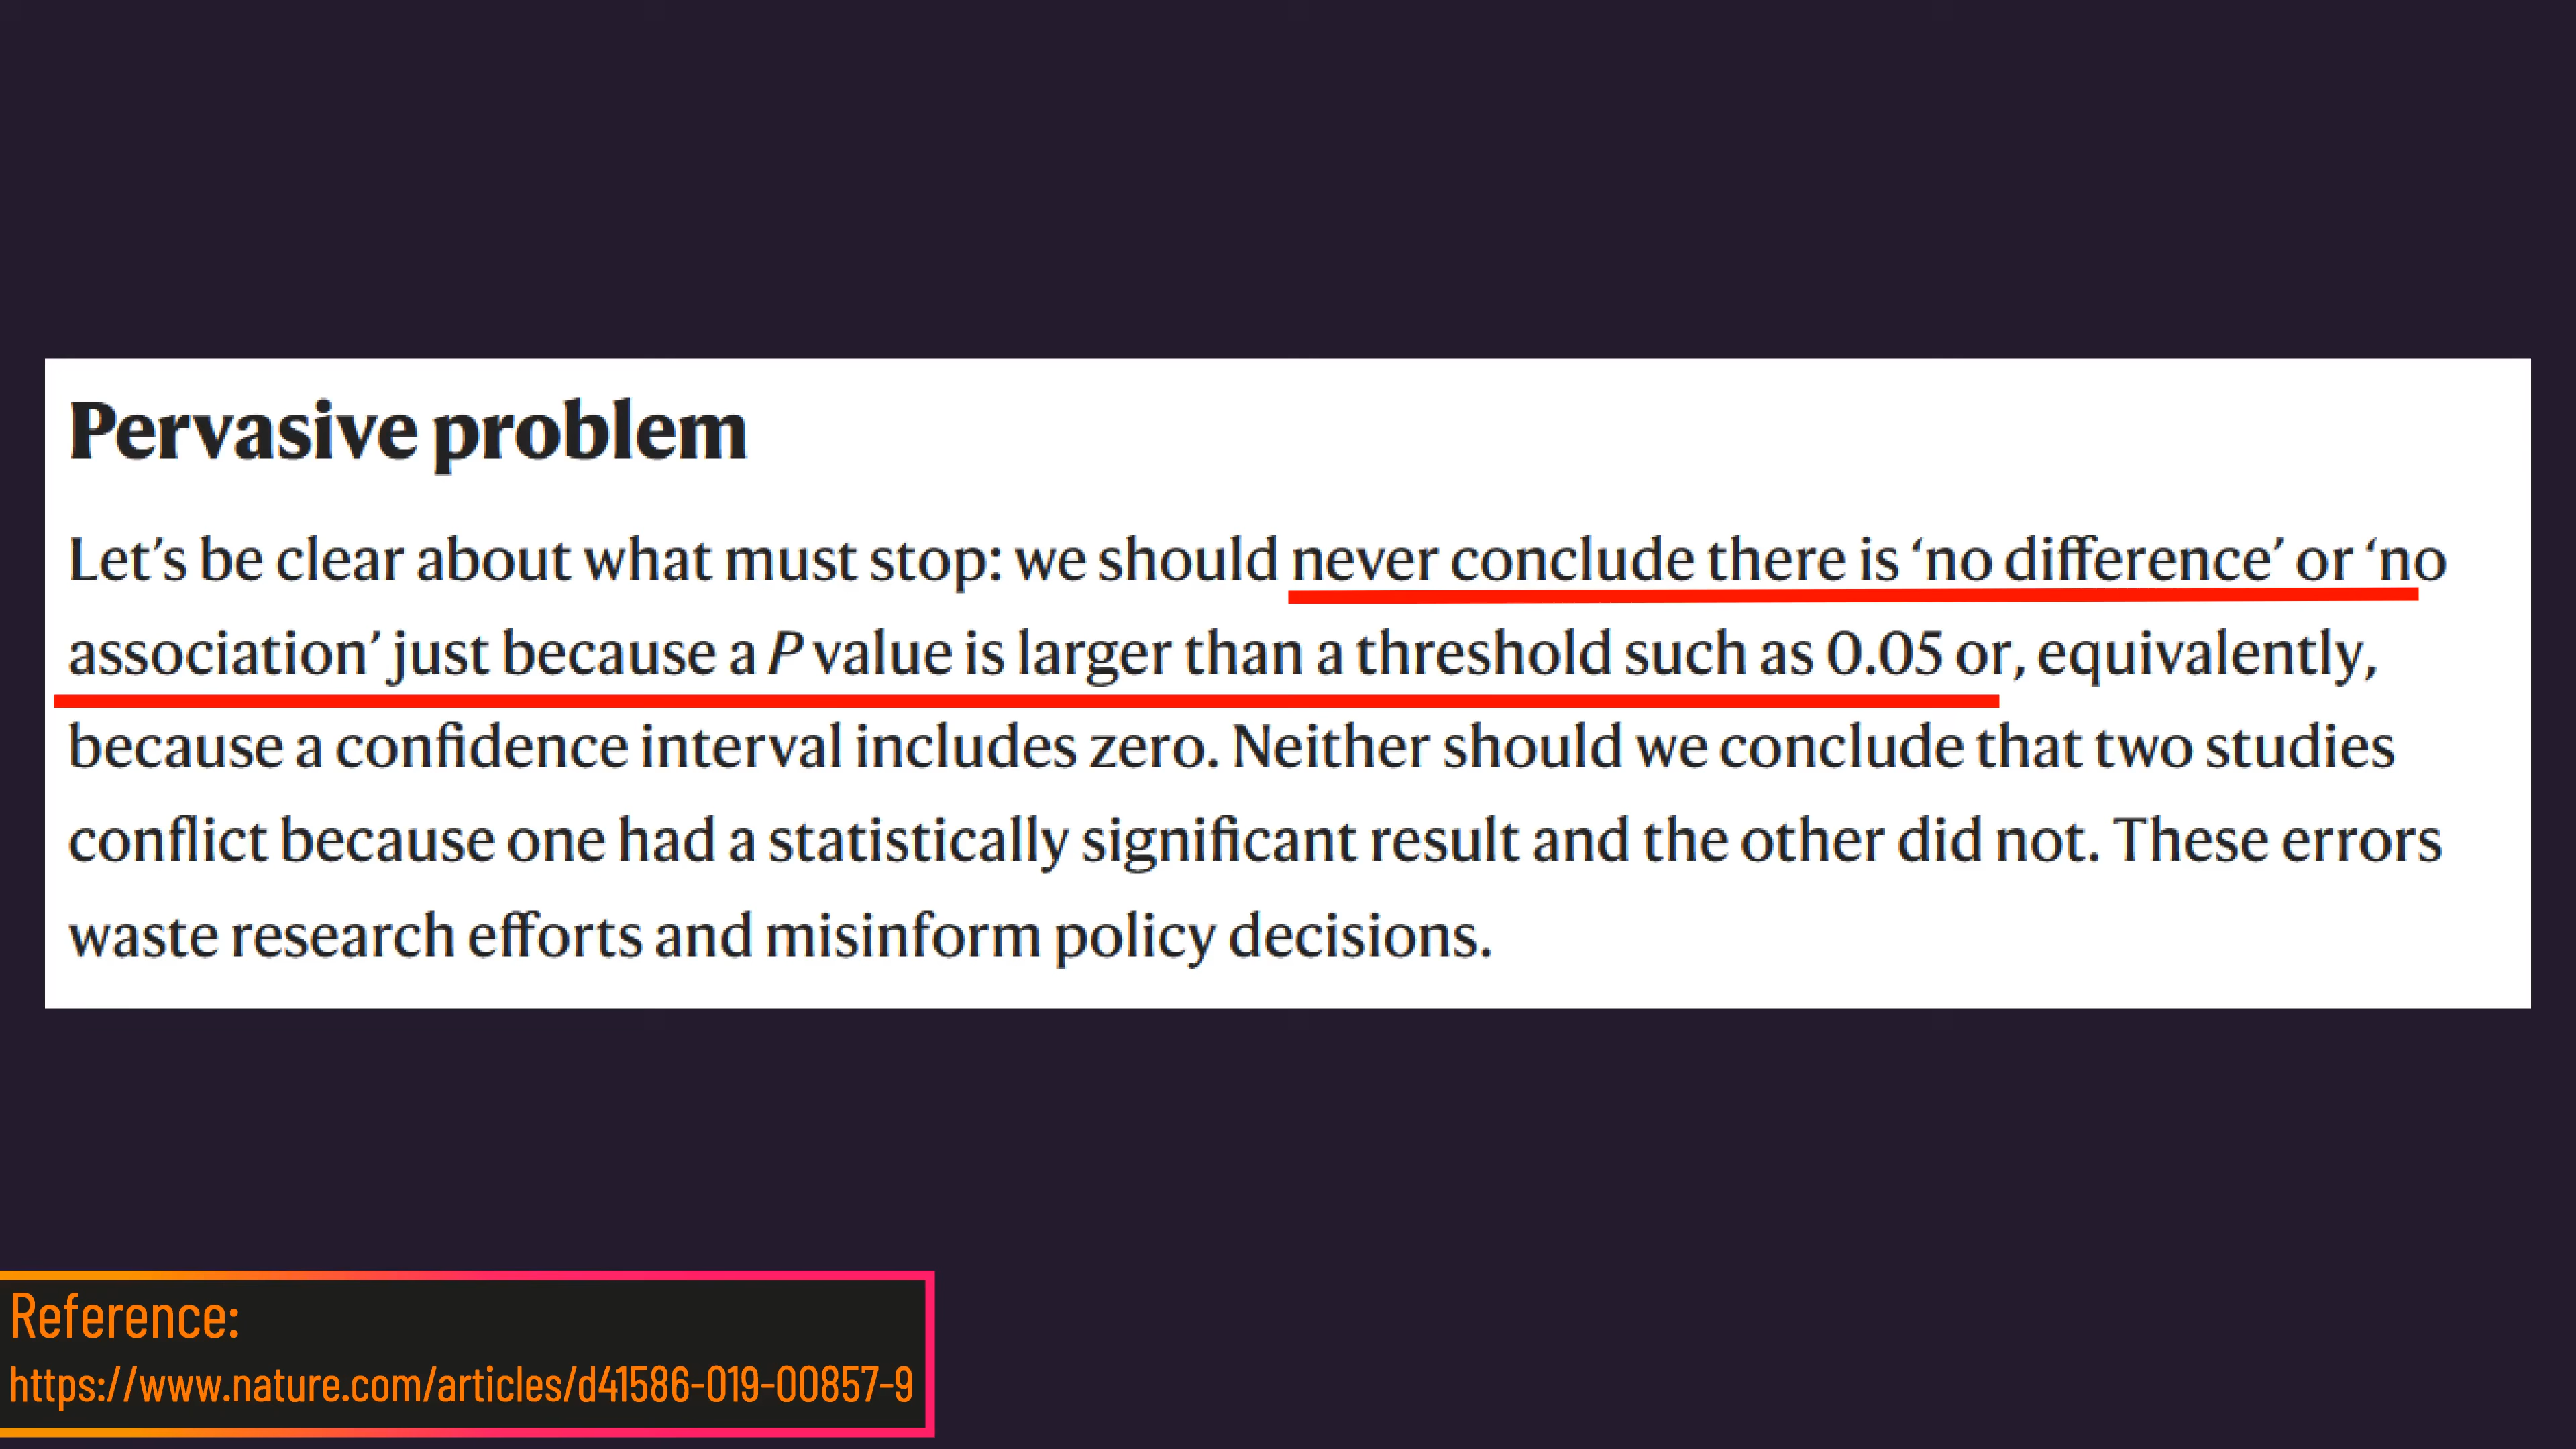 Pervasive problem
Let’s be clear about what must stop: we should never conclude there is ‘no difference’ or ‘no
association’ just because a P value is larger than a threshold such as 0.05 or, equivalently,
because a confidence interval includes zero. Neither should we conclude that two studies
conflict because one had a statistically significant result and the other did not. These errors
waste research efforts and misinform policy decisions.
Reference:
https://www.nature.com/articles/d41586-019-00857-9